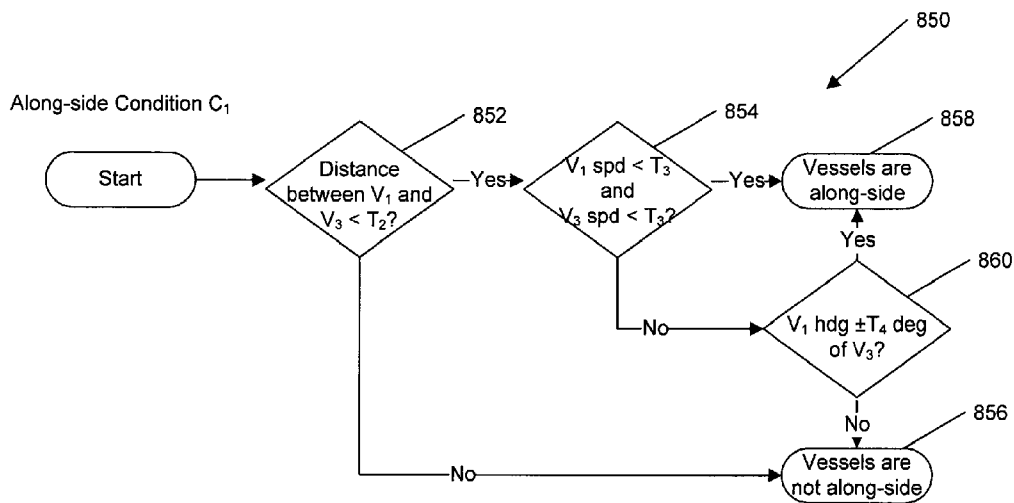 850
Along-side Condition C₁
852
854
858
Start
Distance
between V₁ and
V₃ < T₂?
Yes
V₁ spd < T₃
and
V₃ spd < T₃?
Yes
Vessels are
along-side
Yes
860
No
V₁ hdg ±T₄ deg
of V₃?
No
856
No
Vessels are
not along-side